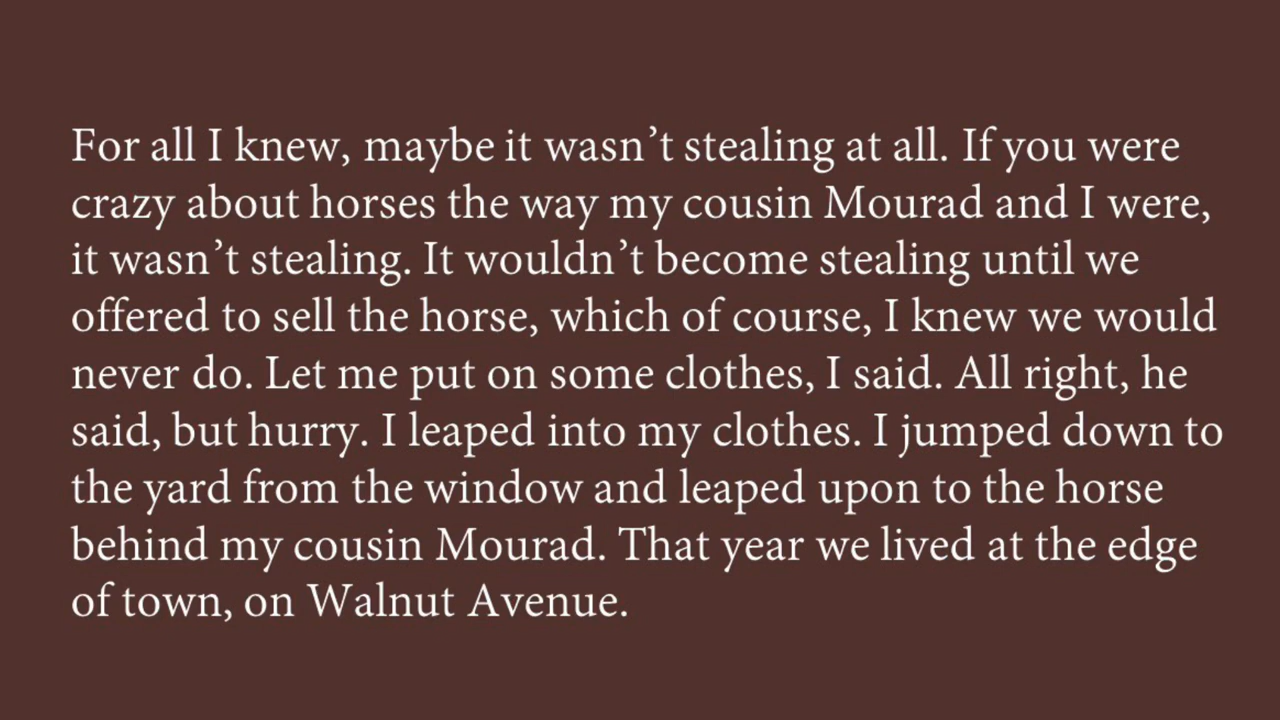 For all I knew, maybe it wasn’t stealing at all. If you were
crazy about horses the way my cousin Mourad and I were,
it wasn’t stealing. It wouldn’t become stealing until we
offered to sell the horse, which of course, I knew we would
never do. Let me put on some clothes, I said. All right, he
said, but hurry. I leaped into my clothes. I jumped down to
the yard from the window and leaped upon to the horse
behind my cousin Mourad. That year we lived at the edge
of town, on Walnut Avenue.